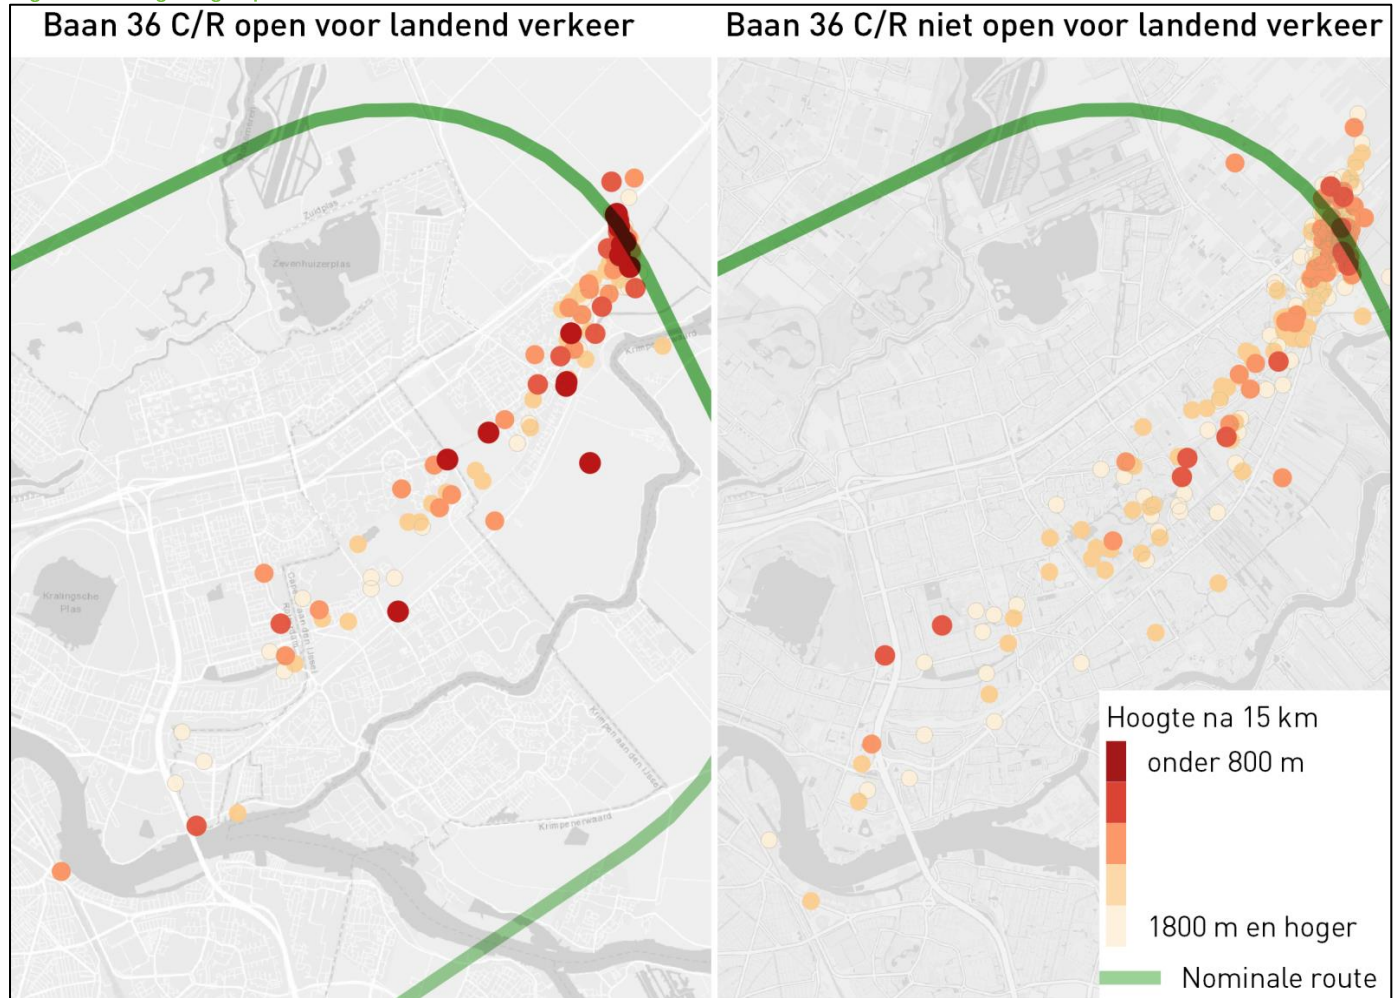 Baan 36 C/R open voor landend verkeer
Baan 36 C/R niet open voor landend verkeer
Zuidplas
Zevenhuizerplas
Kralingsche
Plas
Krimpen aan den IJssel
Krimpenerwaard
Hoogte na 15 km
onder 800 m
1800 m en hoger
Nominale route